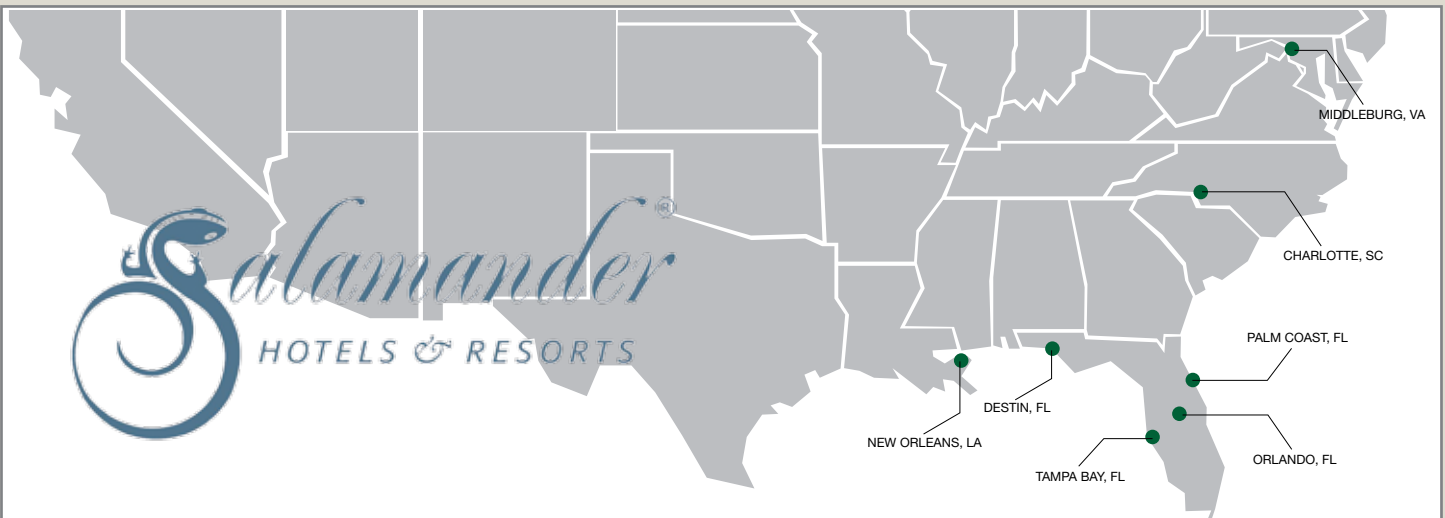 Salamander®
HOTELS & RESORTS
MIDDLEBURG, VA
CHARLOTTE, SC
PALM COAST, FL
DESTIN, FL
NEW ORLEANS, LA
ORLANDO, FL
TAMPA BAY, FL